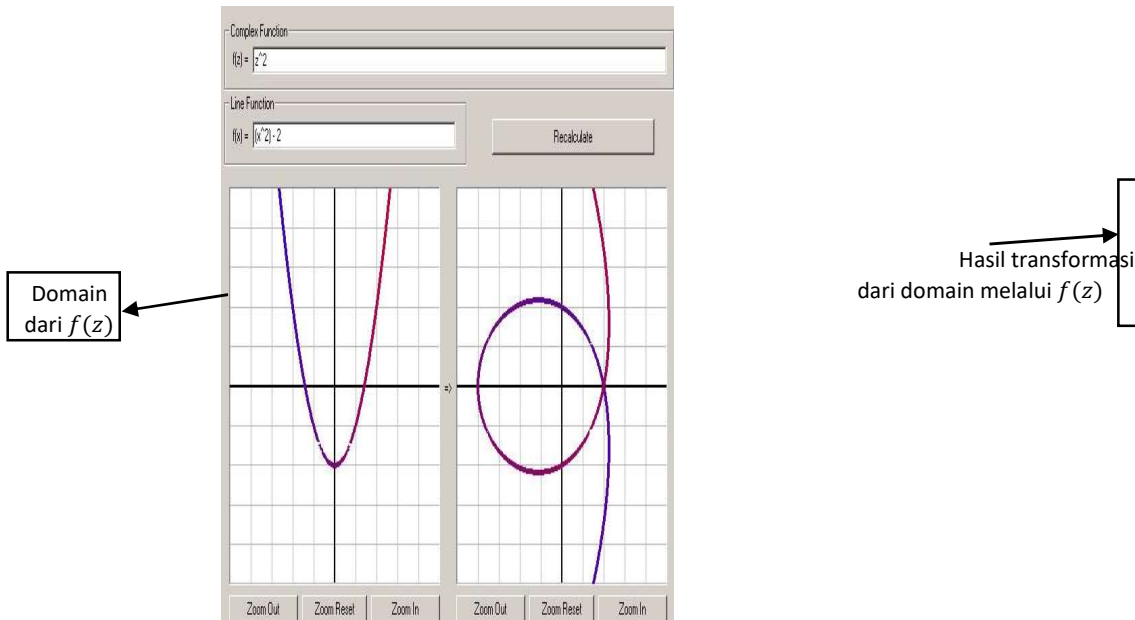 Complex Function
f(z) = z^2
Line Function
f(x) = (x^2) - 2
Recalculate
Domain
dari f(z)
=>
Hasil transformasi
dari domain melalui f(z)
Zoom Out
Zoom Reset
Zoom In
Zoom Out
Zoom Reset
Zoom In